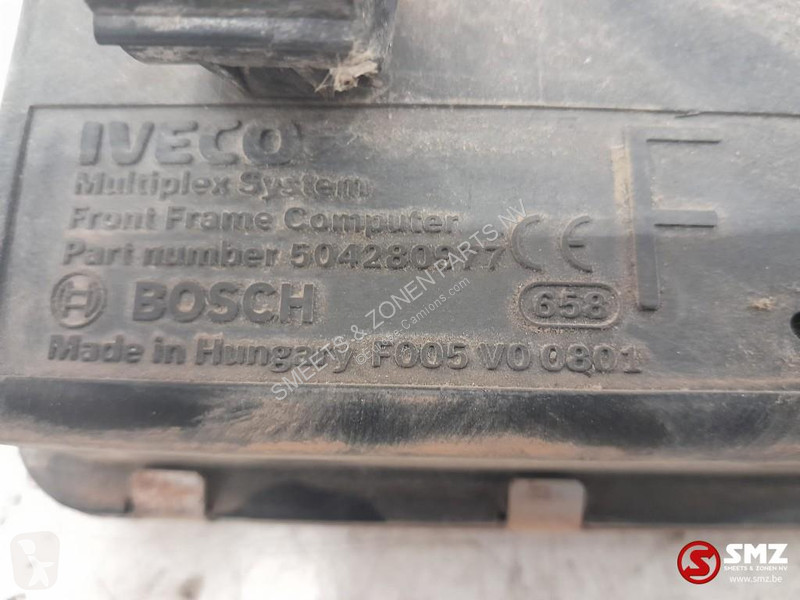 IVECO
Multiplex System
Front Frame Computer
Part number 504280977
CE
F
BOSCH
658
Made in Hungary F005 V0 0801
SMEETS & ZONEN PARTS NV
SMZ
SMEETS & ZONEN NV
www.smz.be